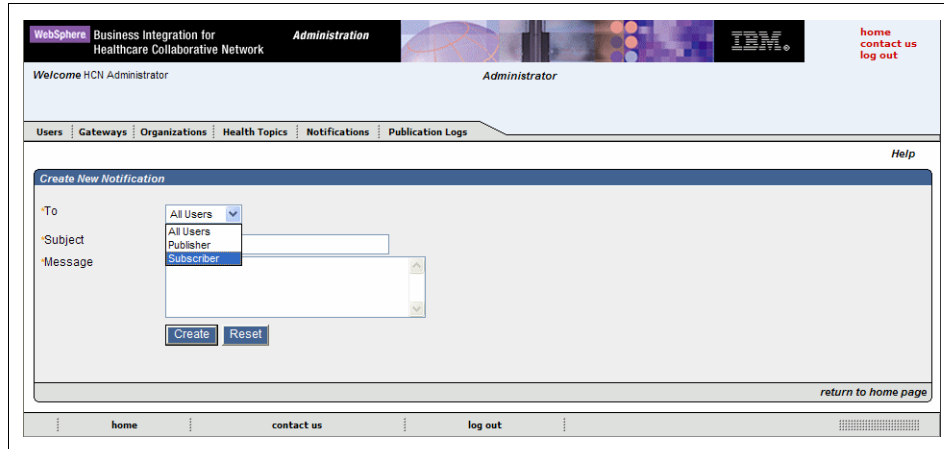 WebSphere Business Integration for Healthcare Collaborative Network
Administration
IBM
home
contact us
log out
Welcome HCN Administrator
Administrator
Users Gateways Organizations Health Topics Notifications Publication Logs
Help
Create New Notification
*To
All Users
All Users
Publisher
Subscriber
*Subject
*Message
Create Reset
return to home page
home contact us log out